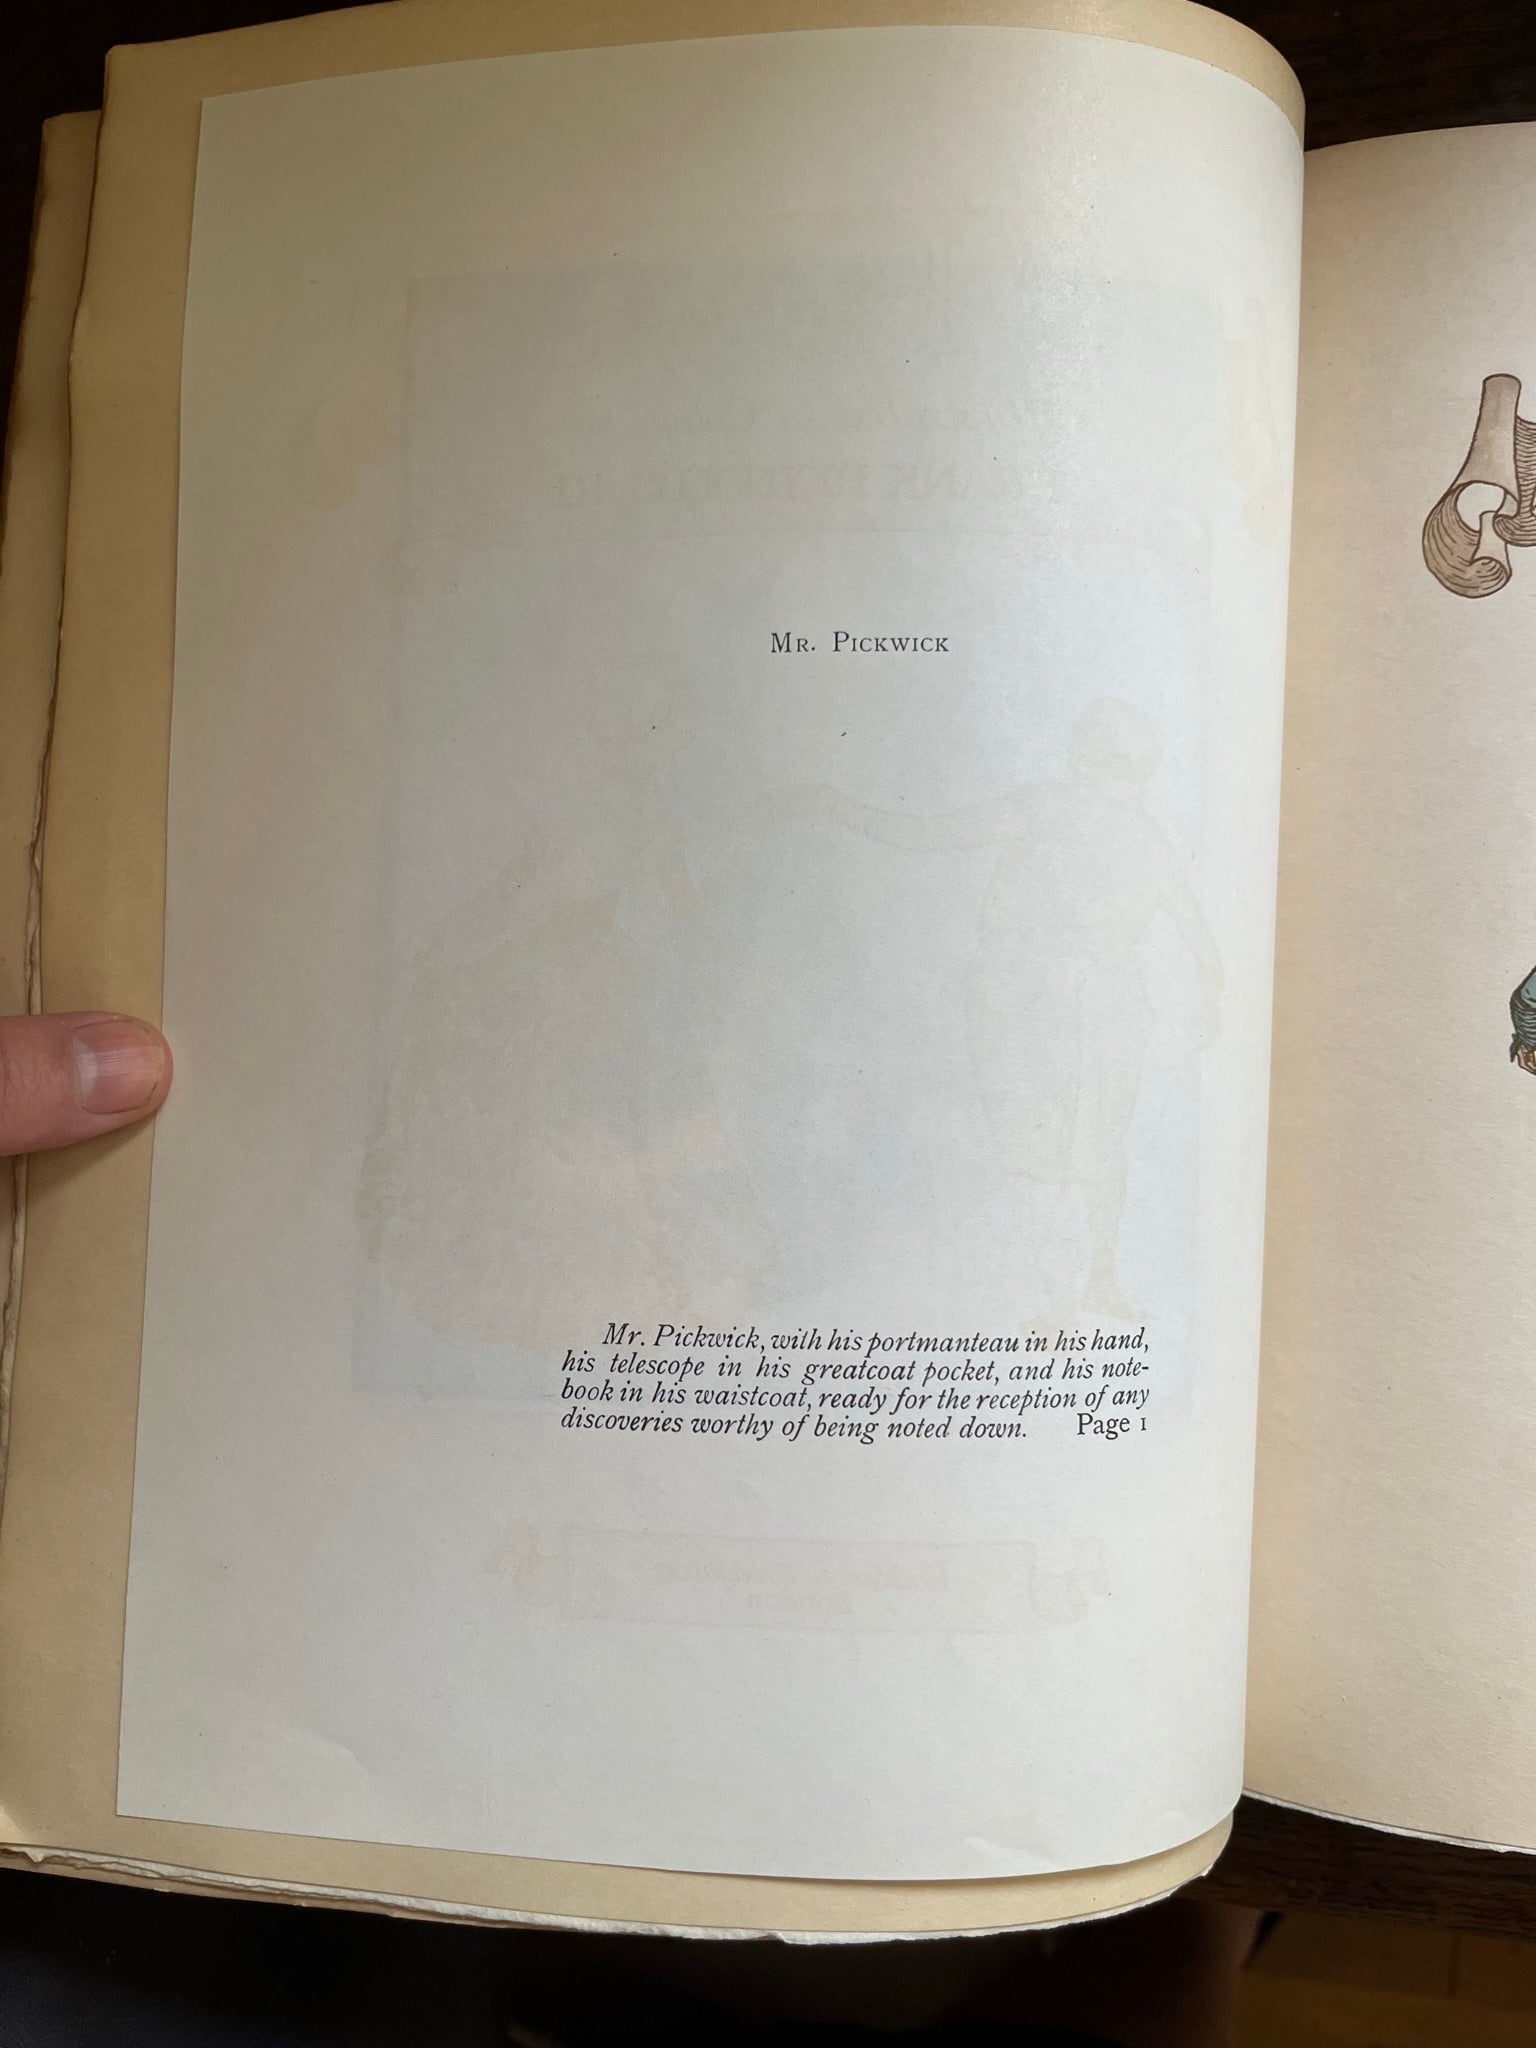 Mr. Pickwick
Mr. Pickwick, with his portmanteau in his hand,
his telescope in his greatcoat pocket, and his note-
book in his waistcoat, ready for the reception of any
discoveries worthy of being noted down. Page 1